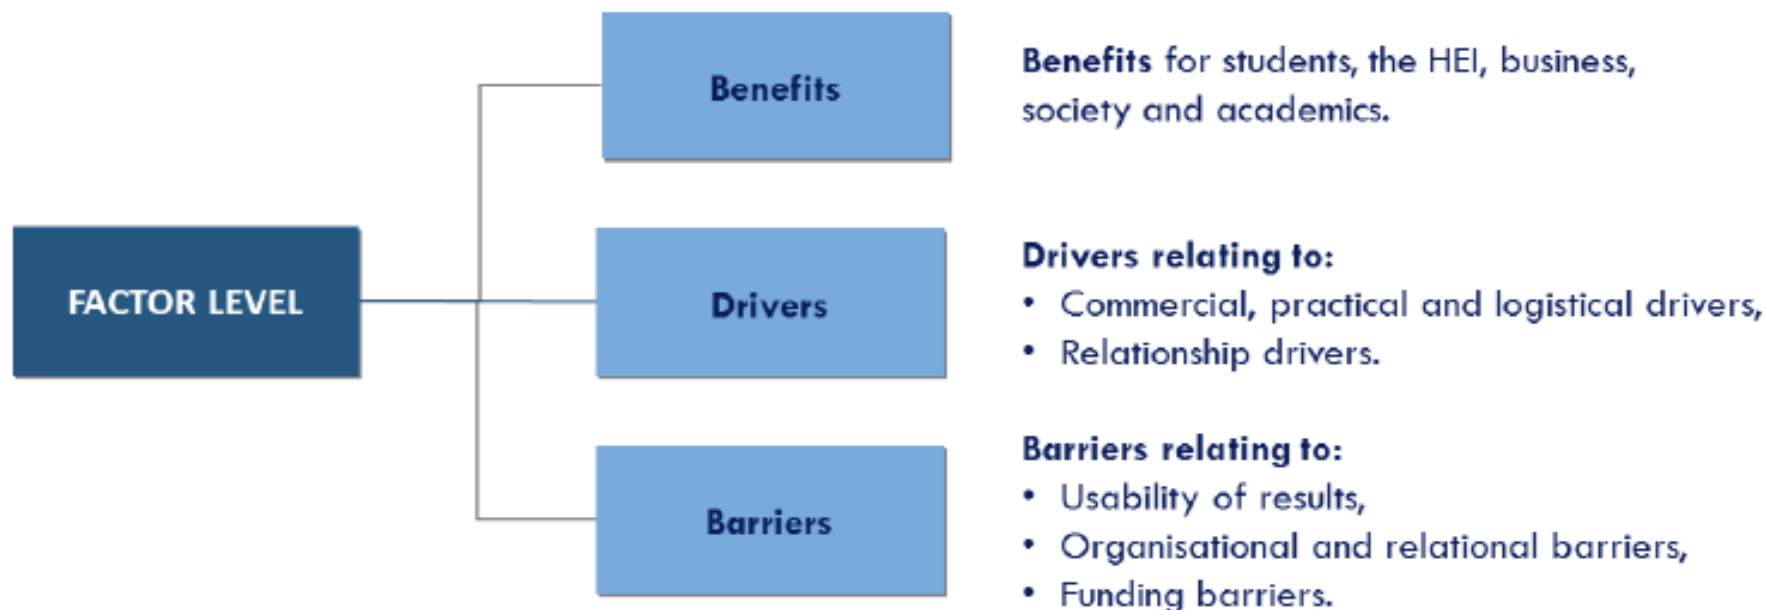 Benefits
Benefits for students, the HEI, business,
society and academics.
FACTOR LEVEL
Drivers
Drivers relating to:
• Commercial, practical and logistical drivers,
• Relationship drivers.
Barriers
Barriers relating to:
• Usability of results,
• Organisational and relational barriers,
• Funding barriers.